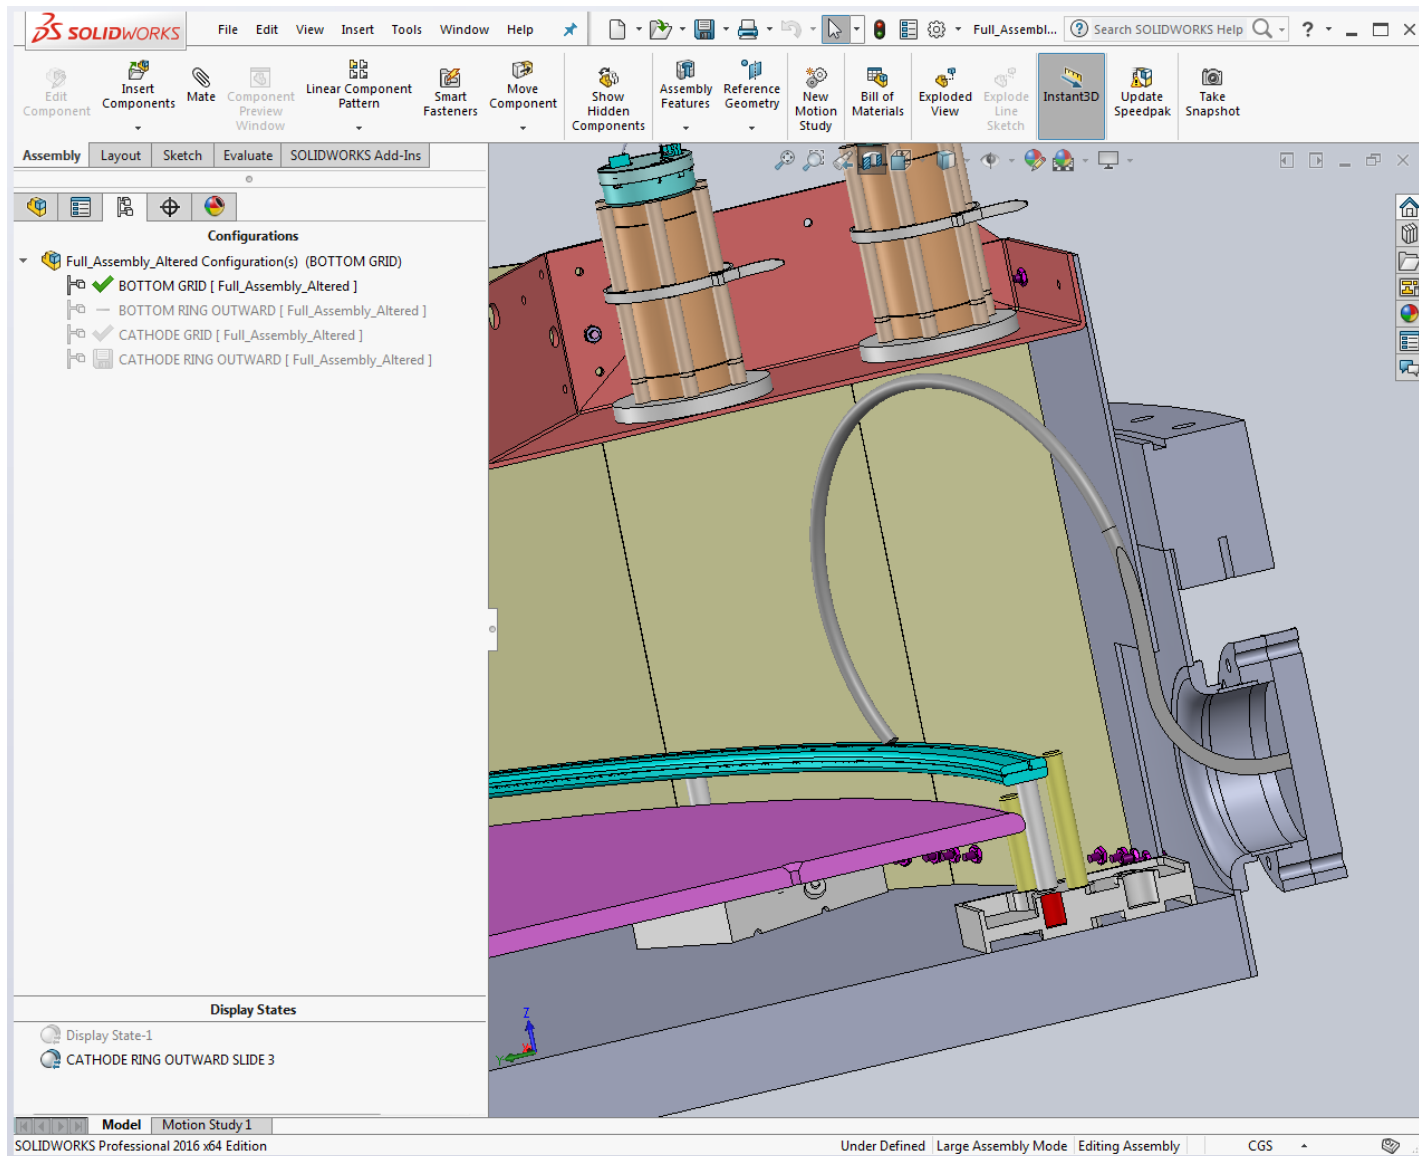 SOLIDWORKS File Edit View Insert Tools Window Help Full_Assembl... Search SOLIDWORKS Help
Edit Component
Insert Components
Mate
Component Preview Window
Linear Component Pattern
Smart Fasteners
Move Component
Show Hidden Components
Assembly Features
Reference Geometry
New Motion Study
Bill of Materials
Exploded View
Explode Line Sketch
Instant3D
Update Speedpak
Take Snapshot
Assembly Layout Sketch Evaluate SOLIDWORKS Add-Ins
Configurations
Full_Assembly_Altered Configuration(s) (BOTTOM GRID)
BOTTOM GRID [ Full_Assembly_Altered ]
BOTTOM RING OUTWARD [ Full_Assembly_Altered ]
CATHODE GRID [ Full_Assembly_Altered ]
CATHODE RING OUTWARD [ Full_Assembly_Altered ]
Display States
Display State-1
CATHODE RING OUTWARD SLIDE 3
Z
Y
X
Model Motion Study 1
SOLIDWORKS Professional 2016 x64 Edition Under Defined Large Assembly Mode Editing Assembly CGS